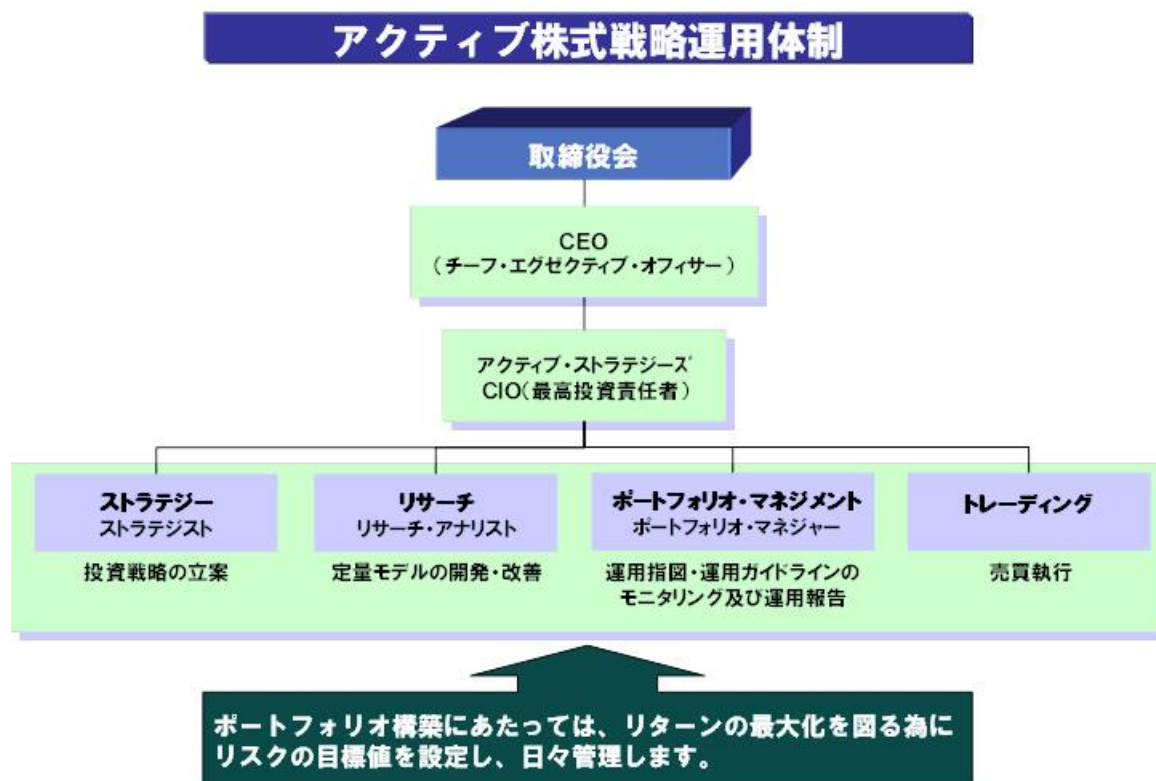 アクティブ株式戦略運用体制
取締役会
CEO
（チーフ・エグゼクティブ・オフィサー）
アクティブ・ストラテジーズ
CIO（最高投資責任者）
ストラテジー
ストラテジスト
投資戦略の立案
リサーチ
リサーチ・アナリスト
定量モデルの開発・改善
ポートフォリオ・マネジメント
ポートフォリオ・マネジャー
運用指図・運用ガイドラインの
モニタリング及び運用報告
トレーディング
売買執行
ポートフォリオ構築にあたっては、リターンの最大化を図る為に
リスクの目標値を設定し、日々管理します。